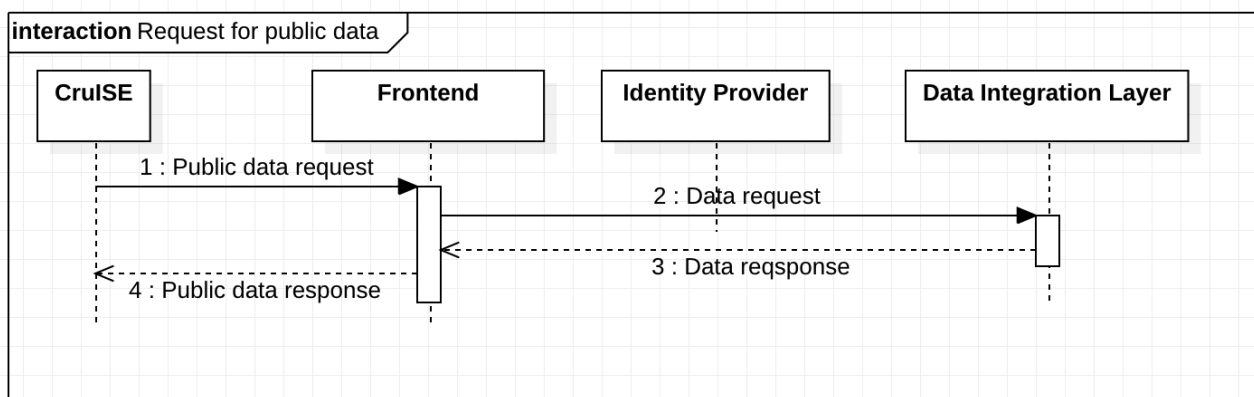 interaction Request for public data
CruISE
Frontend
Identity Provider
Data Integration Layer
1 : Public data request
2 : Data request
3 : Data reqsponse
4 : Public data response